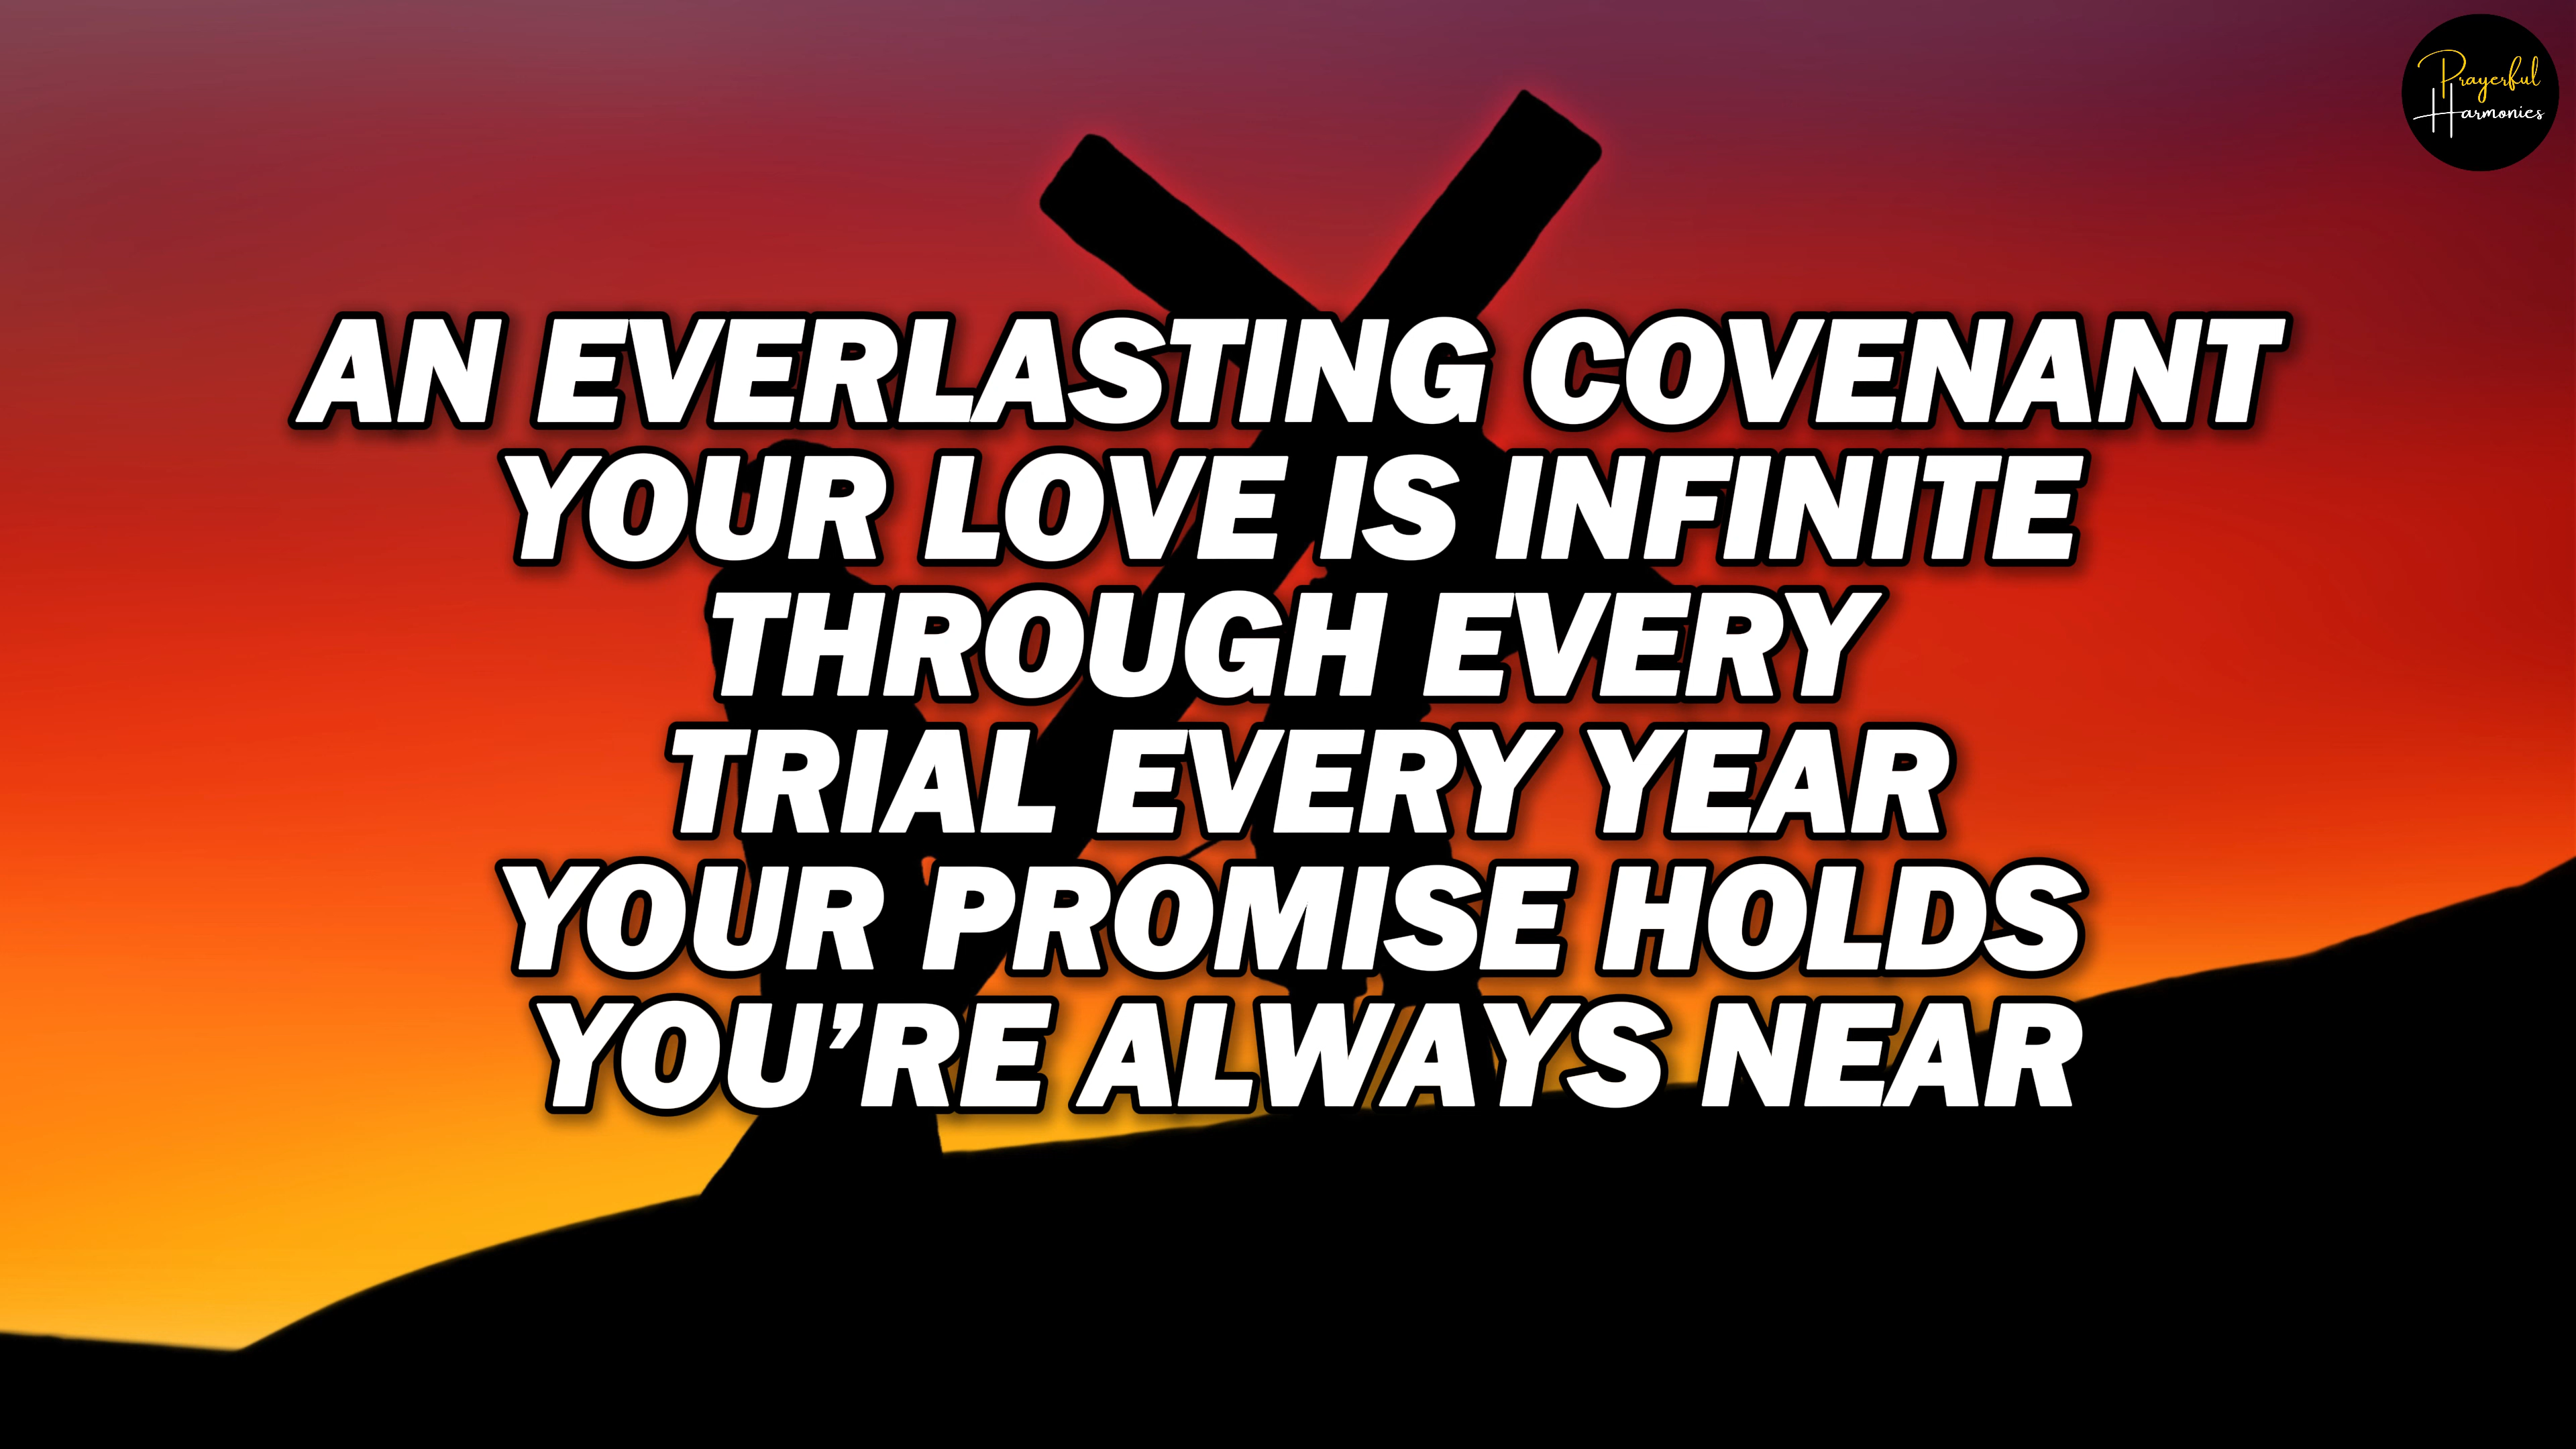 Prayerful
Harmonies
AN EVERLASTING COVENANT
YOUR LOVE IS INFINITE
THROUGH EVERY
TRIAL EVERY YEAR
YOUR PROMISE HOLDS
YOU’RE ALWAYS NEAR